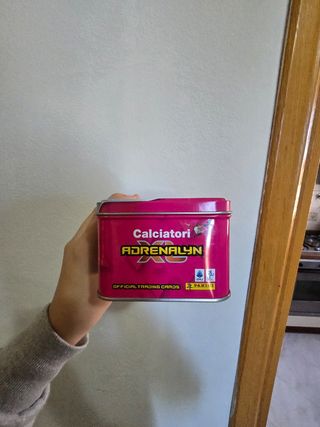 Calciatori
ADRENALYN
XL
OFFICIAL TRADING CARDS
PANINI